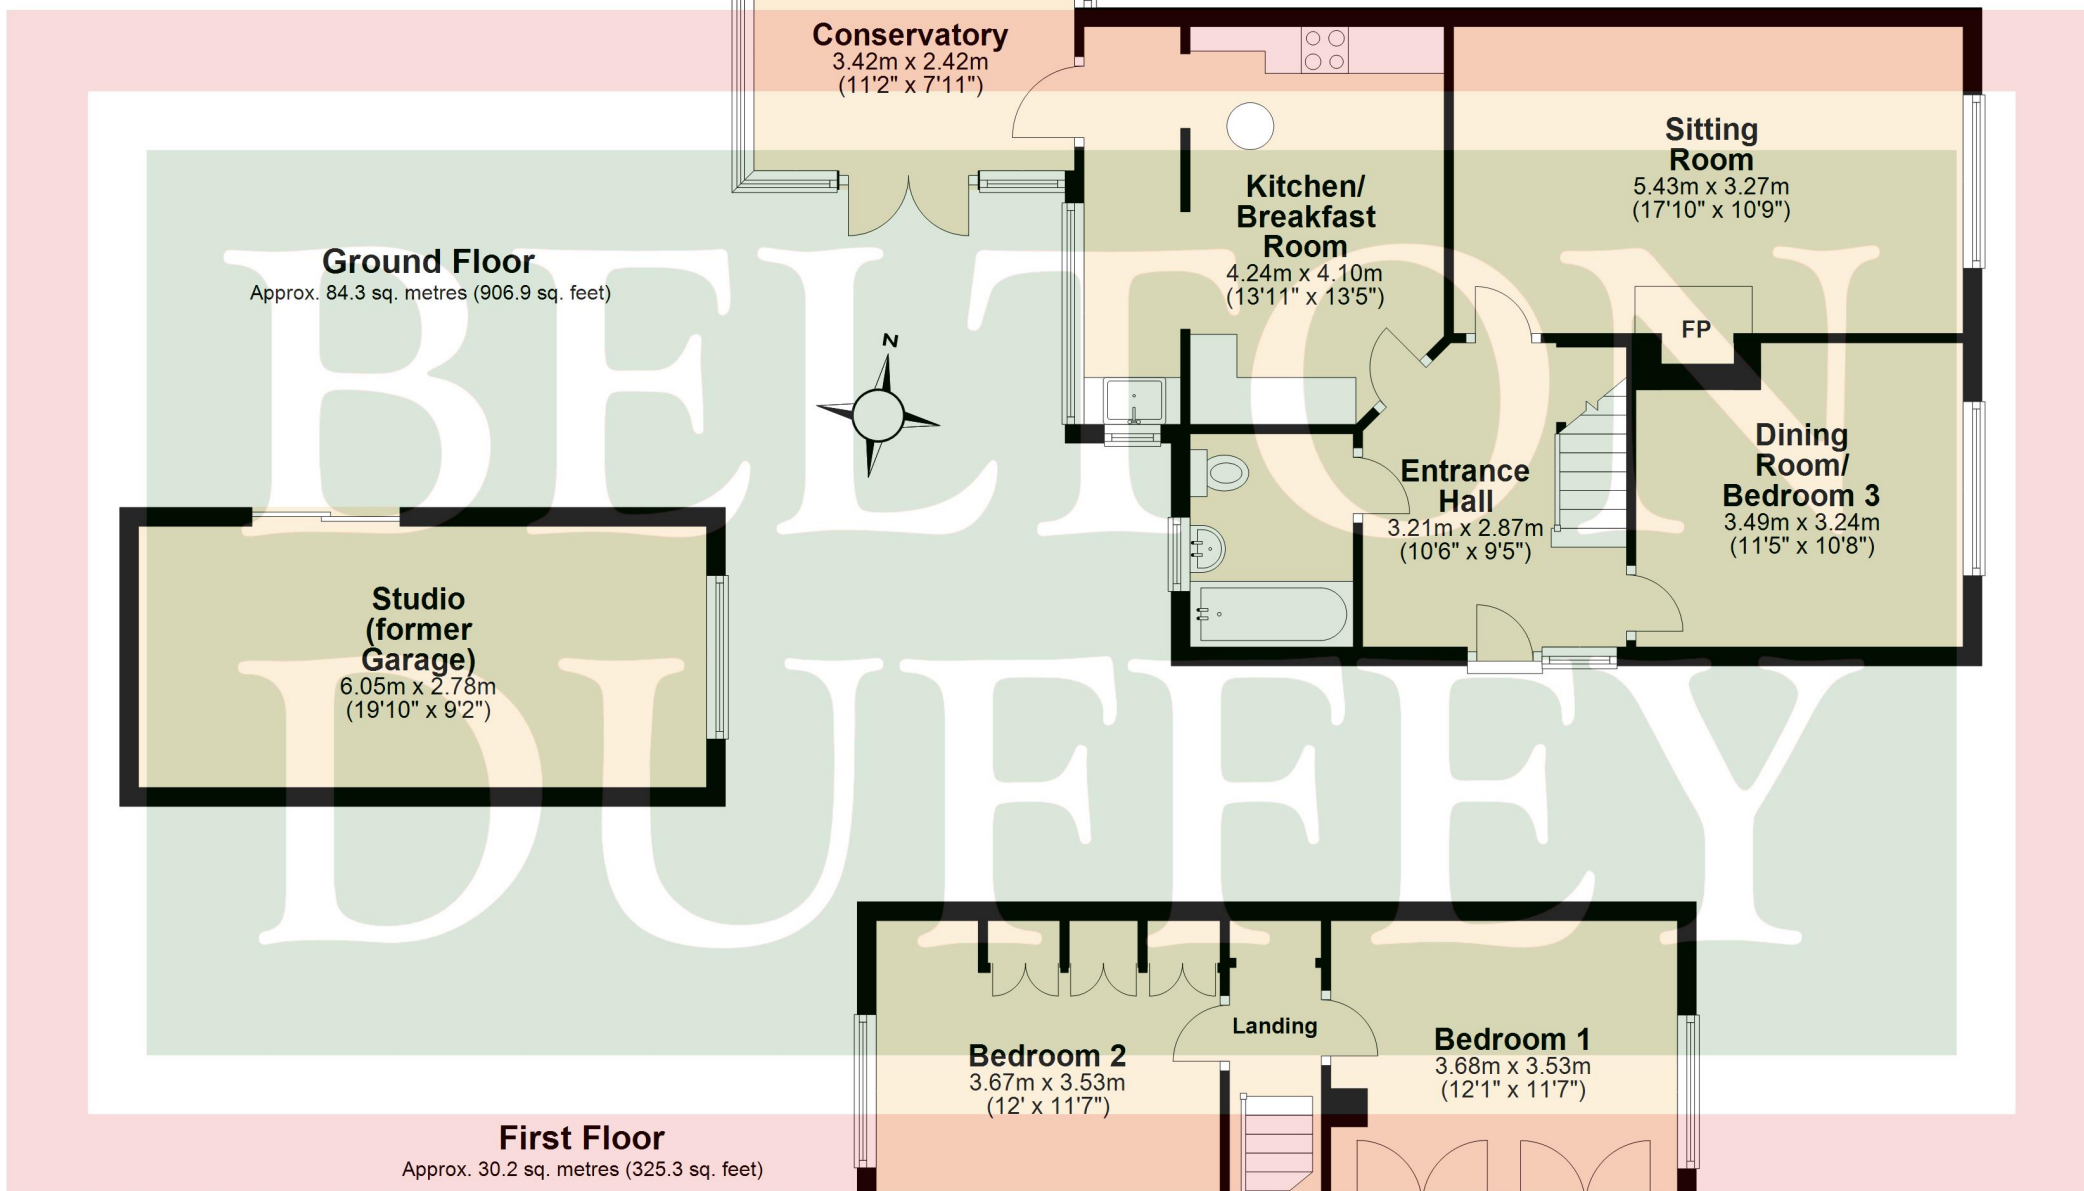 Conservatory
3.42m x 2.42m
(11'2" x 7'11")
Sitting
Room
5.43m x 3.27m
(17'10" x 10'9")
Kitchen/
Breakfast
Room
4.24m x 4.10m
(13'11" x 13'5")
Ground Floor
Approx. 84.3 sq. metres (906.9 sq. feet)
N
FP
BELTON
Entrance
Hall
3.21m x 2.87m
(10'6" x 9'5")
Dining
Room/
Bedroom 3
3.49m x 3.24m
(11'5" x 10'8")
Studio
(former
Garage)
6.05m x 2.78m
(19'10" x 9'2")
DUFFEY
Landing
Bedroom 2
3.67m x 3.53m
(12' x 11'7")
Bedroom 1
3.68m x 3.53m
(12'1" x 11'7")
First Floor
Approx. 30.2 sq. metres (325.3 sq. feet)